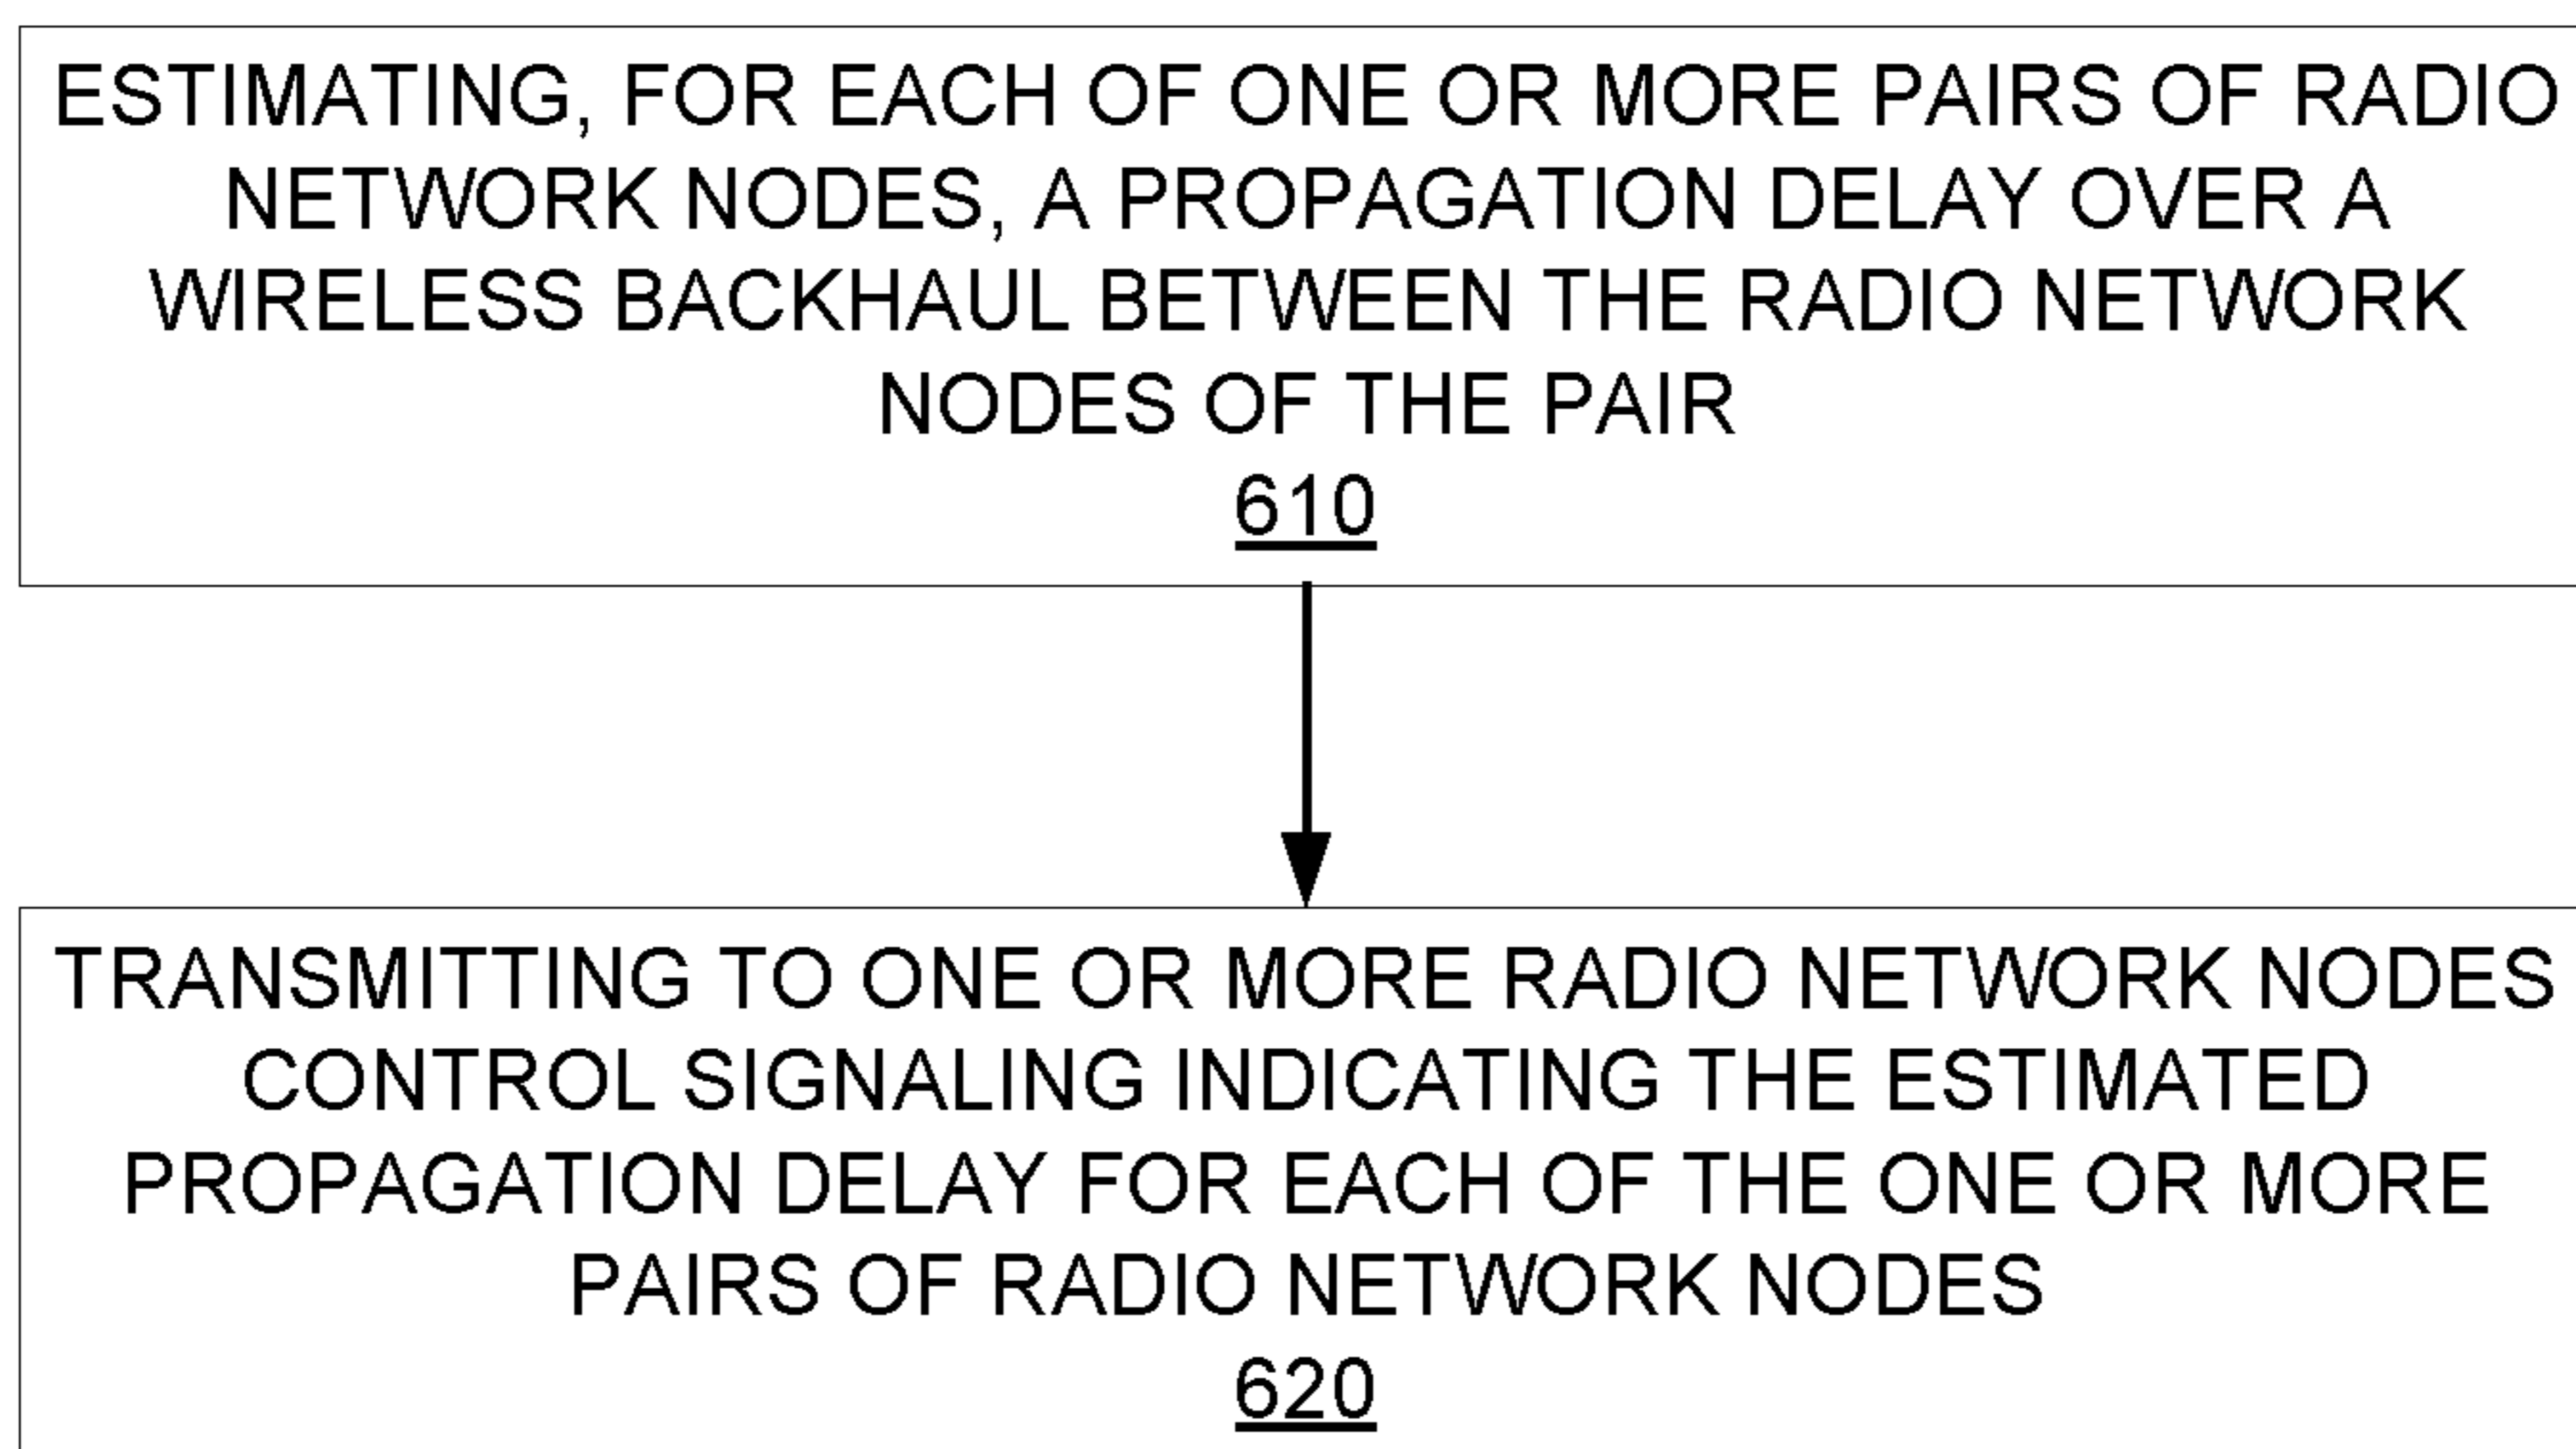 ESTIMATING, FOR EACH OF ONE OR MORE PAIRS OF RADIO
NETWORK NODES, A PROPAGATION DELAY OVER A
WIRELESS BACKHAUL BETWEEN THE RADIO NETWORK
NODES OF THE PAIR
610
TRANSMITTING TO ONE OR MORE RADIO NETWORK NODES
CONTROL SIGNALING INDICATING THE ESTIMATED
PROPAGATION DELAY FOR EACH OF THE ONE OR MORE
PAIRS OF RADIO NETWORK NODES
620